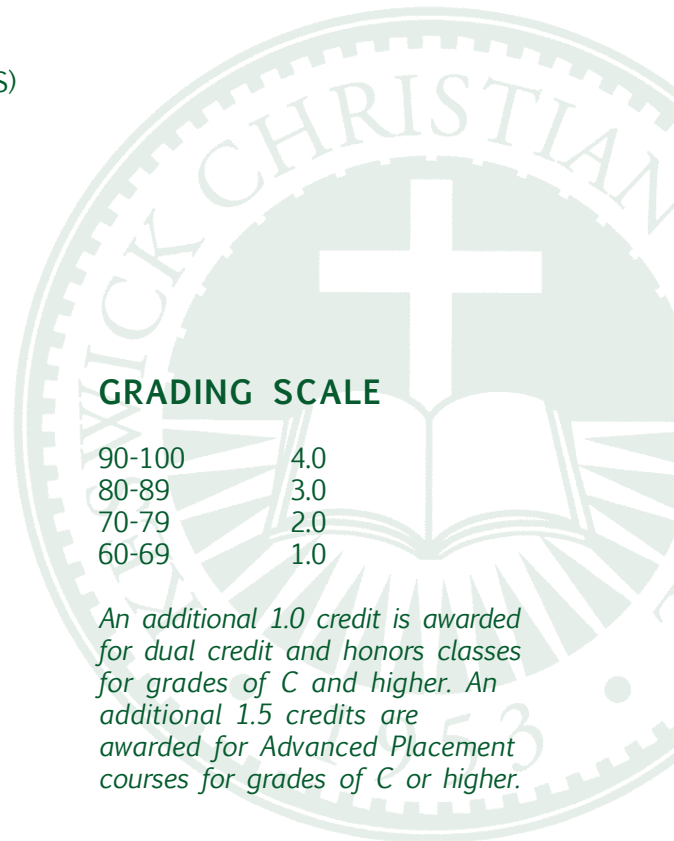 S)
CHRISTIAN
WICK
GRADING SCALE
90-100 4.0
80-89 3.0
70-79 2.0
60-69 1.0
An additional 1.0 credit is awarded
for dual credit and honors classes
for grades of C and higher. An
additional 1.5 credits are
awarded for Advanced Placement
courses for grades of C or higher.
1953